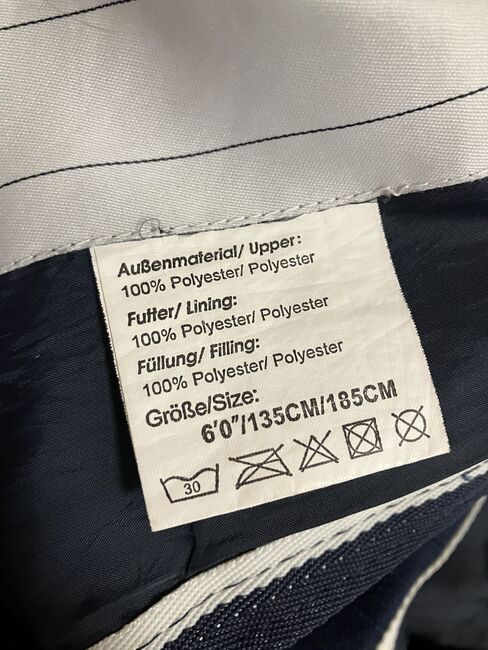 Außenmaterial/ Upper:
100% Polyester/ Polyester
Futter/ Lining:
100% Polyester/ Polyester
Füllung/ Filling:
100% Polyester/ Polyester
Größe/Size:
6'0"/135CM/185CM
30